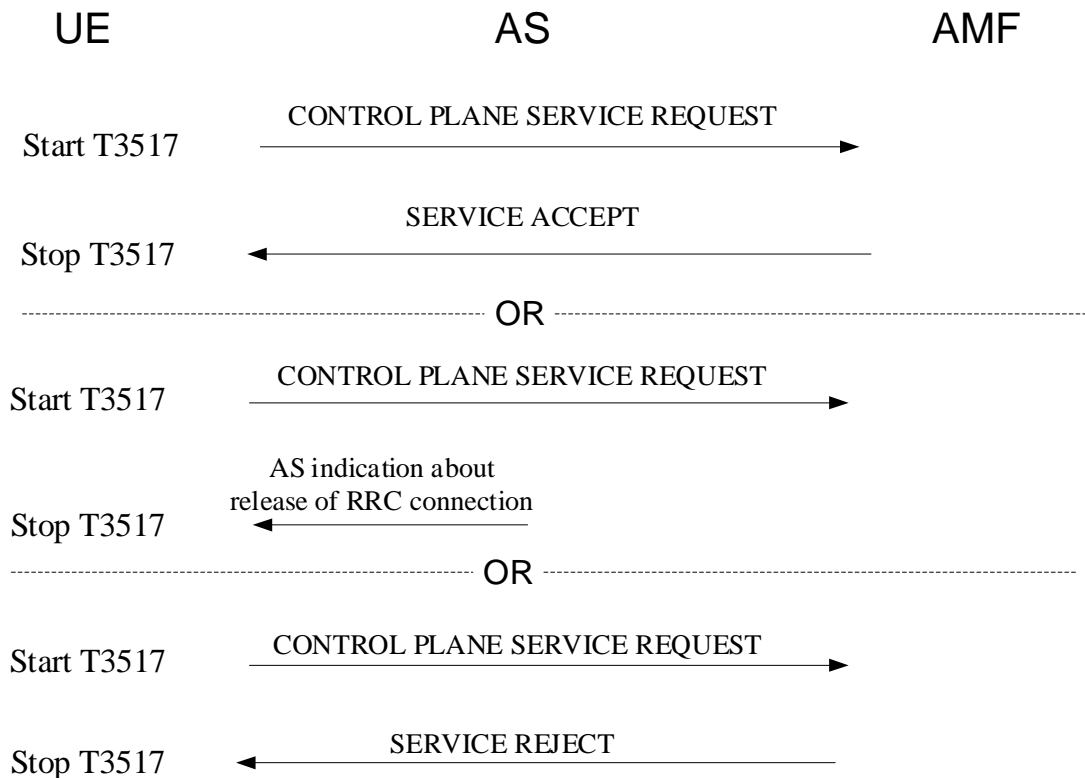 UE AS AMF
CONTROL PLANE SERVICE REQUEST
Start T3517
SERVICE ACCEPT
Stop T3517
OR
CONTROL PLANE SERVICE REQUEST
Start T3517
AS indication about
release of RRC connection
Stop T3517
OR
CONTROL PLANE SERVICE REQUEST
Start T3517
SERVICE REJECT
Stop T3517